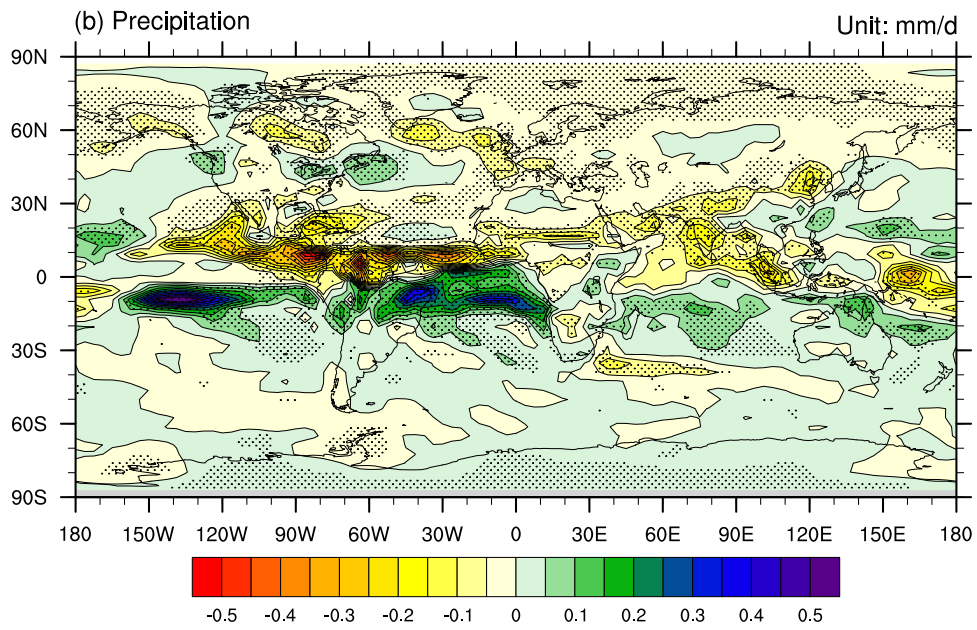 (b) Precipitation
Unit: mm/d
90N
60N
30N
0
30S
60S
90S
180 150W 120W 90W 60W 30W 0 30E 60E 90E 120E 150E 180
-0.5 -0.4 -0.3 -0.2 -0.1 0 0.1 0.2 0.3 0.4 0.5